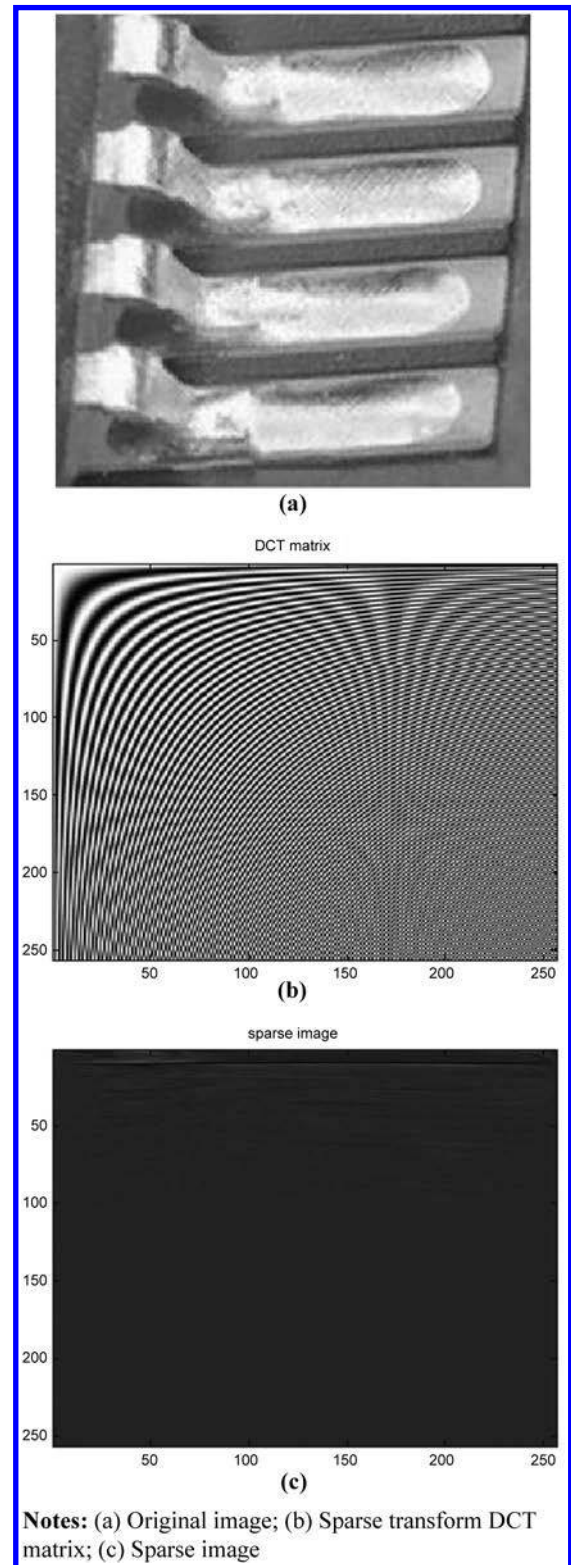 (a)
DCT matrix
50
100
150
200
250
50 100 150 200 250
(b)
sparse image
50
100
150
200
250
50 100 150 200 250
(c)
Notes: (a) Original image; (b) Sparse transform DCT
matrix; (c) Sparse image